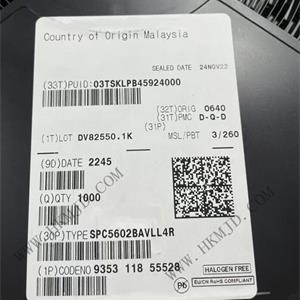 Country of Origin Malaysia
SEALED DATE 24NOV22
(33T)PUID:03TSKLPB45924000
(32T)ORIG 0640
(31T)PMC D-Q-D
(31P)
MSL/PBT 3/260
(1T)LOT DV82550.1K
(9D)DATE 2245
(Q)QTY 1000
(30P)TYPE SPC5602BAVLL4R
(1P)CODENO 9353 118 55528
HALOGEN FREE
EU/CN RoHS COMPLIANT
WWW.HKMJD.COM